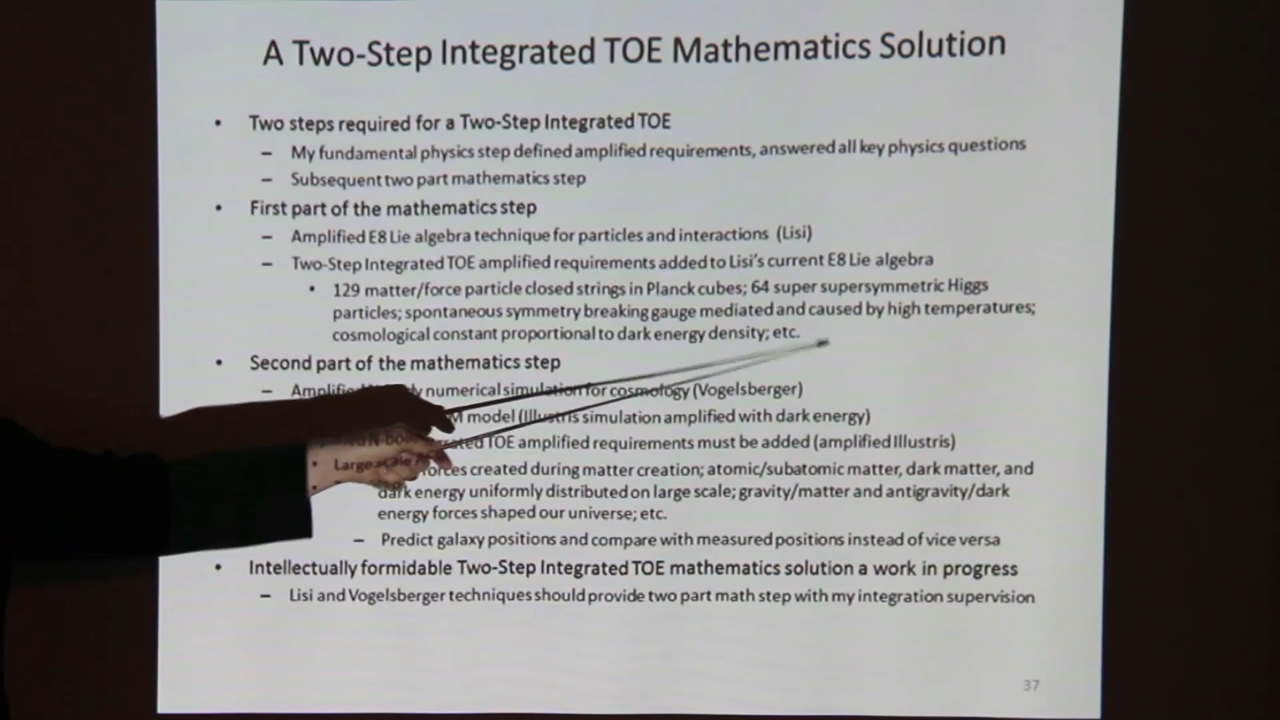 A Two-Step Integrated TOE Mathematics Solution
• Two steps required for a Two-Step Integrated TOE
– My fundamental physics step defined amplified requirements, answered all key physics questions
– Subsequent two part mathematics step
• First part of the mathematics step
– Amplified E8 Lie algebra technique for particles and interactions (Lisi)
– Two-Step Integrated TOE amplified requirements added to Lisi's current E8 Lie algebra
• 129 matter/force particle closed strings in Planck cubes; 64 super supersymmetric Higgs
particles; spontaneous symmetry breaking gauge mediated and caused by high temperatures;
cosmological constant proportional to dark energy density; etc.
• Second part of the mathematics step
– numerical simulation for cosmology (Vogelsberger)
model (Illustris simulation amplified with dark energy)
TOE amplified requirements must be added (amplified Illustris)
• Large scale forces created during matter creation; atomic/subatomic matter, dark matter, and
dark energy uniformly distributed on large scale; gravity/matter and antigravity/dark
energy forces shaped our universe; etc.
– Predict galaxy positions and compare with measured positions instead of vice versa
• Intellectually formidable Two-Step Integrated TOE mathematics solution a work in progress
– Lisi and Vogelsberger techniques should provide two part math step with my integration supervision
37